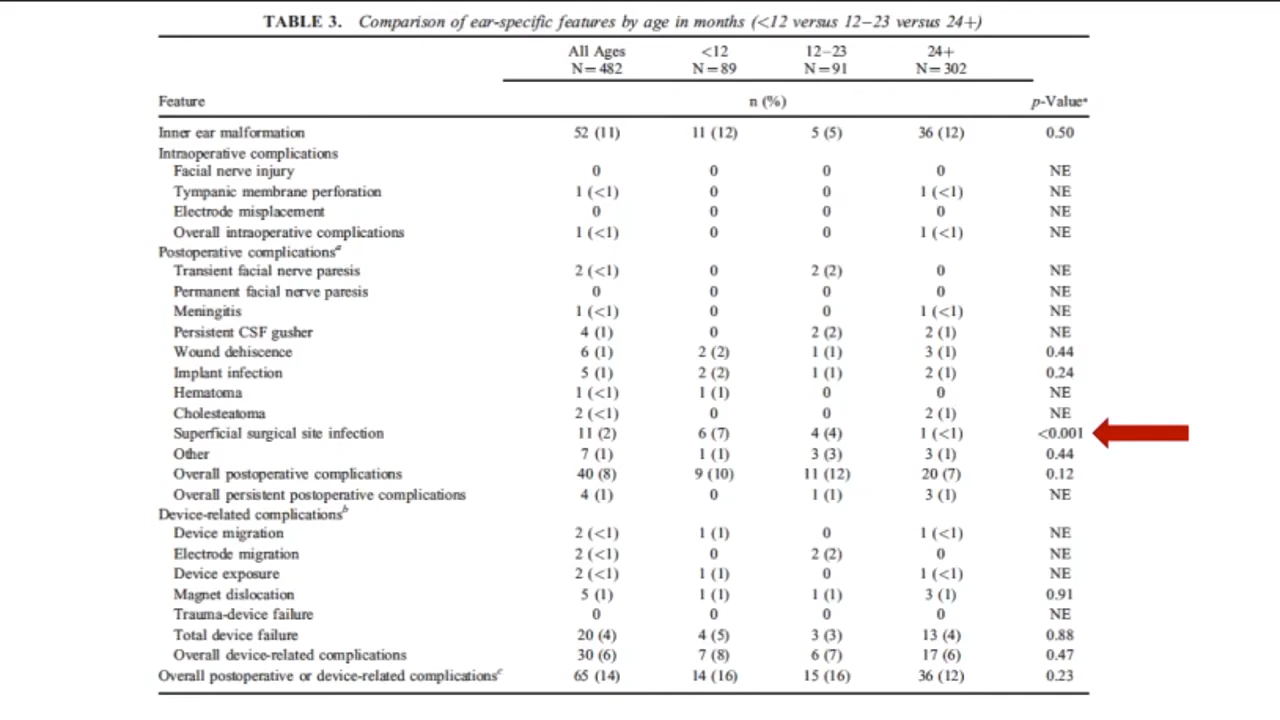 TABLE 3. Comparison of ear-specific features by age in months (<12 versus 12–23 versus 24+)
All Ages <12 12–23 24+
N=482 N=89 N=91 N=302
Feature n (%) p-Value*
Inner ear malformation 52 (11) 11 (12) 5 (5) 36 (12) 0.50
Intraoperative complications
Facial nerve injury 0 0 0 0 NE
Tympanic membrane perforation 1 (<1) 0 0 1 (<1) NE
Electrode misplacement 0 0 0 0 NE
Overall intraoperative complications 1 (<1) 0 0 1 (<1) NE
Postoperative complications^a
Transient facial nerve paresis 2 (<1) 0 2 (2) 0 NE
Permanent facial nerve paresis 0 0 0 0 NE
Meningitis 1 (<1) 0 0 1 (<1) NE
Persistent CSF gusher 4 (1) 0 2 (2) 2 (1) NE
Wound dehiscence 6 (1) 2 (2) 1 (1) 3 (1) 0.44
Implant infection 5 (1) 2 (2) 1 (1) 2 (1) 0.24
Hematoma 1 (<1) 1 (1) 0 0 NE
Cholesteatoma 2 (<1) 0 0 2 (1) NE
Superficial surgical site infection 11 (2) 6 (7) 4 (4) 1 (<1) <0.001
Other 7 (1) 1 (1) 3 (3) 3 (1) 0.44
Overall postoperative complications 40 (8) 9 (10) 11 (12) 20 (7) 0.12
Overall persistent postoperative complications 4 (1) 0 1 (1) 3 (1) NE
Device-related complications^b
Device migration 2 (<1) 1 (1) 0 1 (<1) NE
Electrode migration 2 (<1) 0 2 (2) 0 NE
Device exposure 2 (<1) 1 (1) 0 1 (<1) NE
Magnet dislocation 5 (1) 1 (1) 1 (1) 3 (1) 0.91
Trauma-device failure 0 0 0 0 NE
Total device failure 20 (4) 4 (5) 3 (3) 13 (4) 0.88
Overall device-related complications 30 (6) 7 (8) 6 (7) 17 (6) 0.47
Overall postoperative or device-related complications^c 65 (14) 14 (16) 15 (16) 36 (12) 0.23